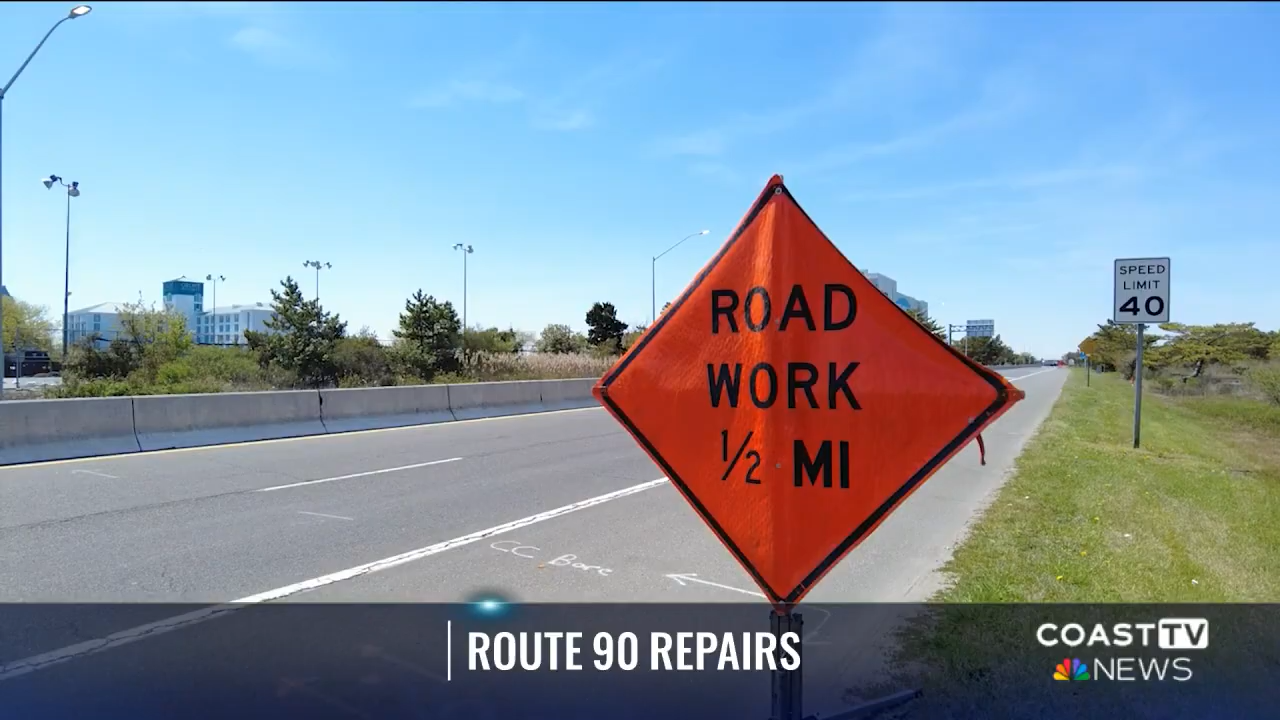 ROAD
WORK
1/2 MI
SPEED
LIMIT
40
CC Bore
ROUTE 90 REPAIRS
COAST TV
NEWS